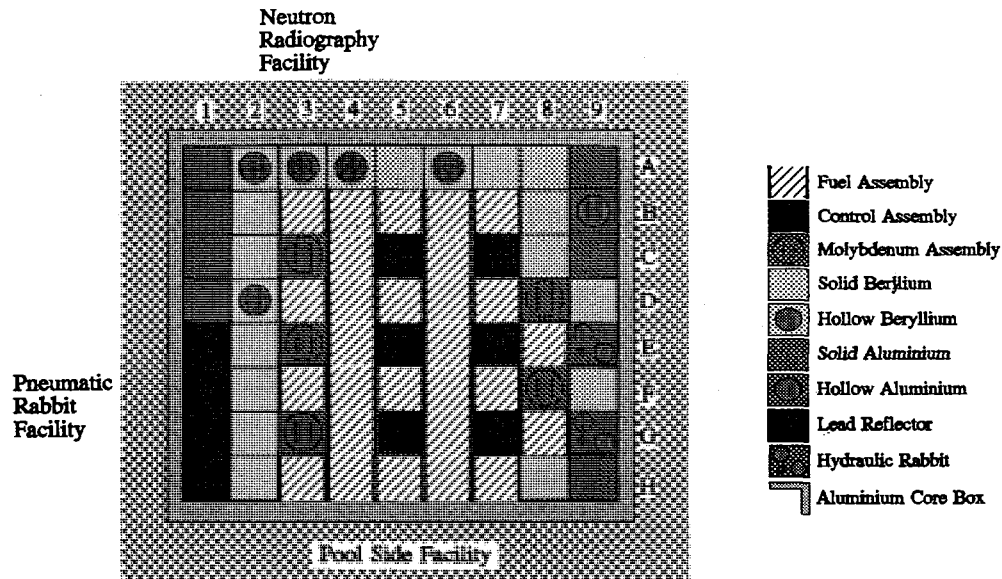 Neutron
Radiography
Facility
1 2 3 4 5 6 7 8 9
A
B
C
D
E
F
G
H
Pneumatic
Rabbit
Facility
Pool Side Facility
Fuel Assembly
Control Assembly
Molybdenum Assembly
Solid Berllium
Hollow Beryllium
Solid Aluminium
Hollow Aluminium
Lead Reflector
Hydraulic Rabbit
Aluminium Core Box